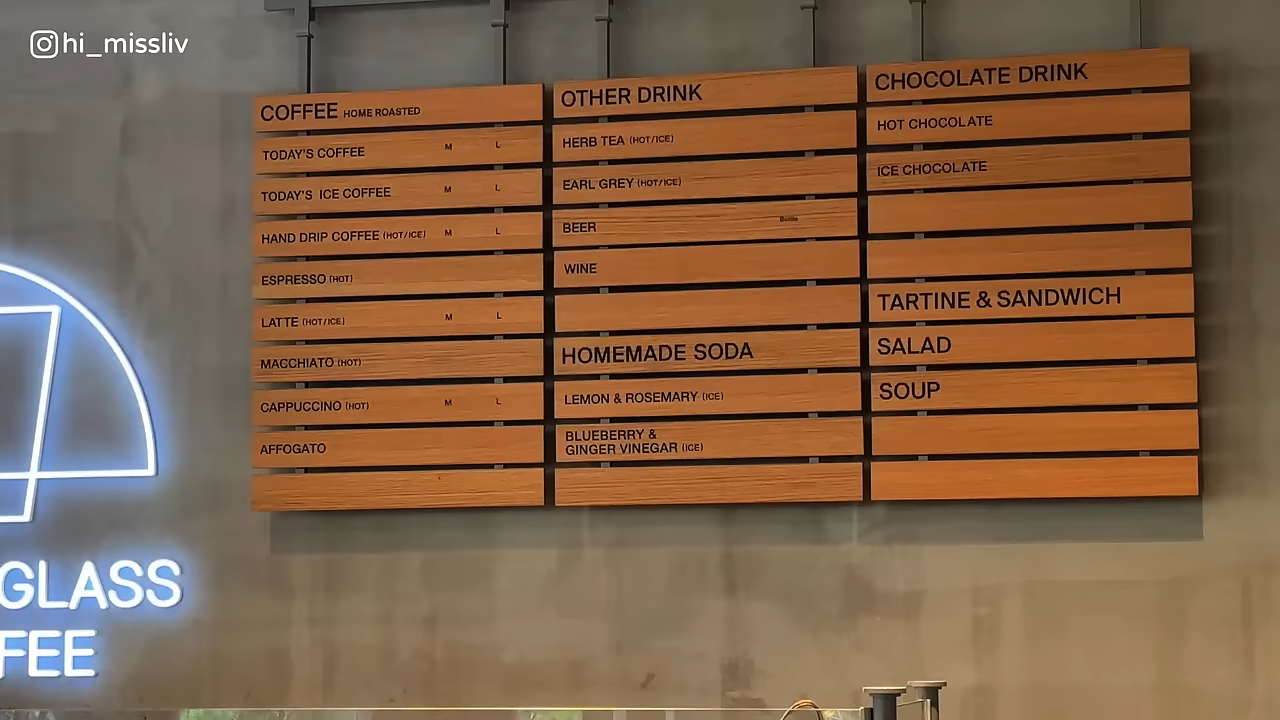 hi_missliv
COFFEE HOME ROASTED
TODAY'S COFFEE M L
TODAY'S ICE COFFEE M L
HAND DRIP COFFEE (HOT/ICE) M L
ESPRESSO (HOT)
LATTE (HOT/ICE) M L
MACCHIATO (HOT)
CAPPUCCINO (HOT) M L
AFFOGATO
OTHER DRINK
HERB TEA (HOT/ICE)
EARL GREY (HOT/ICE)
BEER Bottle
WINE
HOMEMADE SODA
LEMON & ROSEMARY (ICE)
BLUEBERRY &
GINGER VINEGAR (ICE)
CHOCOLATE DRINK
HOT CHOCOLATE
ICE CHOCOLATE
TARTINE & SANDWICH
SALAD
SOUP
GLASS
FEE